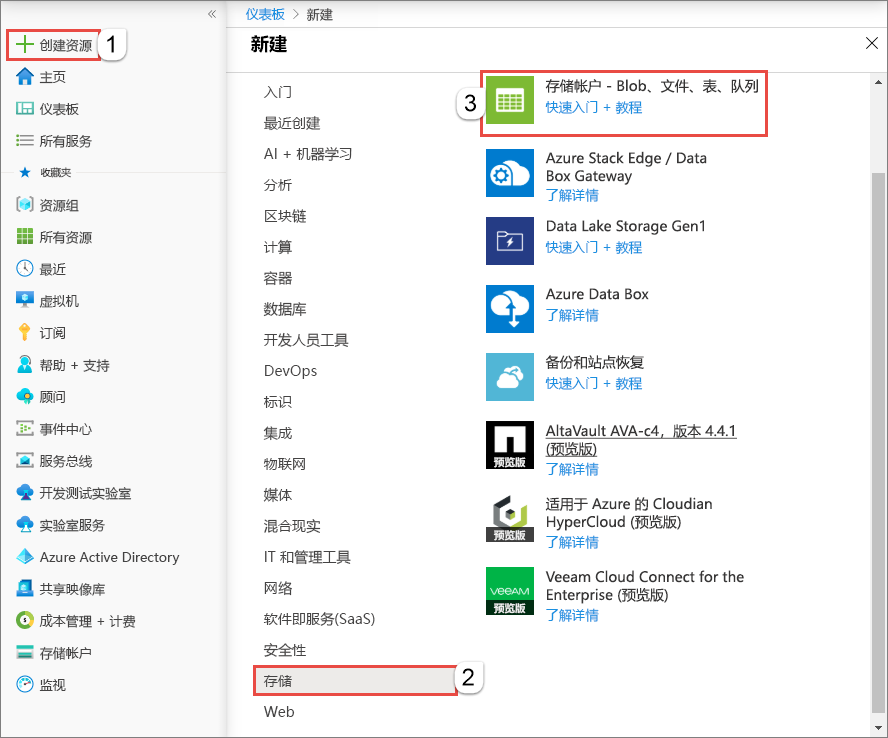 «
仪表板 > 新建
新建
创建资源 1
主页
仪表板
所有服务
收藏夹
资源组
所有资源
最近
虚拟机
订阅
帮助 + 支持
顾问
事件中心
服务总线
开发测试实验室
实验室服务
Azure Active Directory
共享映像库
成本管理 + 计费
存储帐户
监视
入门
最近创建
AI + 机器学习
分析
区块链
计算
容器
数据库
开发人员工具
DevOps
标识
集成
物联网
媒体
混合现实
IT 和管理工具
网络
软件即服务(SaaS)
安全性
存储 2
Web
3
存储帐户 - Blob、文件、表、队列
快速入门 + 教程
Azure Stack Edge / Data
Box Gateway
了解详情
Data Lake Storage Gen1
快速入门 + 教程
Azure Data Box
了解详情
备份和站点恢复
快速入门 + 教程
预览版
AltaVault AVA-c4，版本 4.4.1
(预览版)
了解详情
预览版
适用于 Azure 的 Cloudian
HyperCloud (预览版)
了解详情
veeAM
预览版
Veeam Cloud Connect for the
Enterprise (预览版)
了解详情